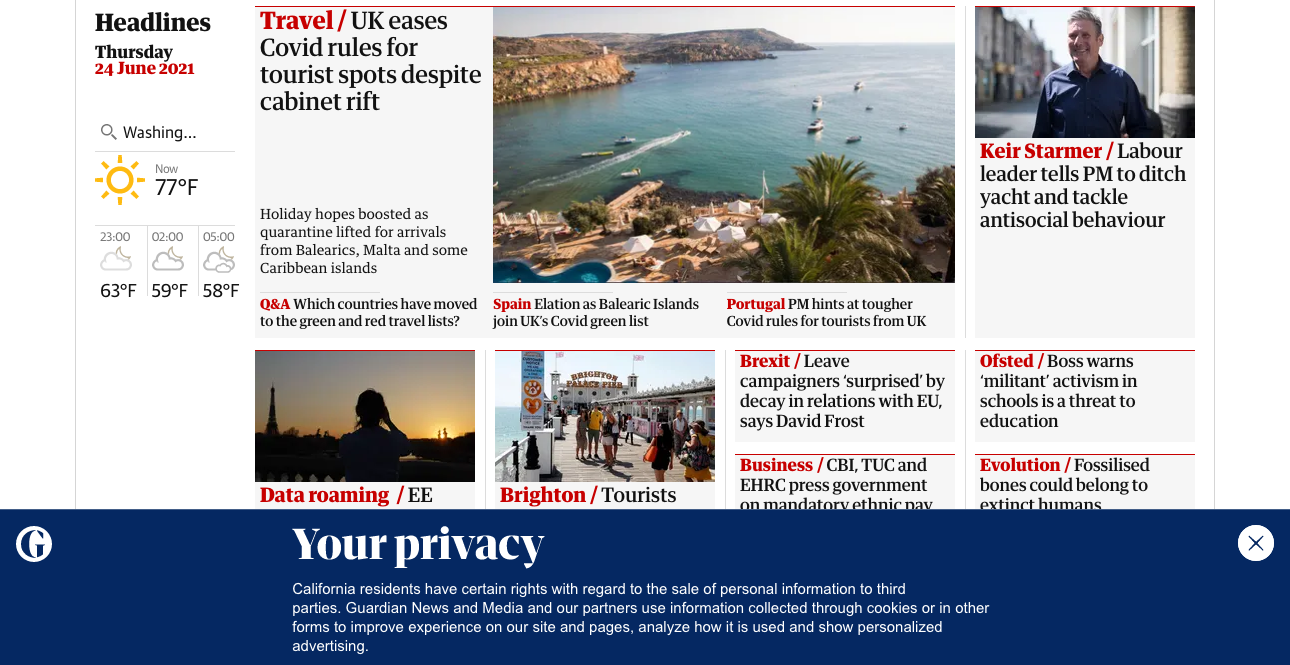 Headlines
Thursday
24 June 2021
Washing...
Now
77°F
23:00
02:00
05:00
63°F
59°F
58°F
Travel / UK eases
Covid rules for
tourist spots despite
cabinet rift
Holiday hopes boosted as
quarantine lifted for arrivals
from Balearics, Malta and some
Caribbean islands
Q&A Which countries have moved
to the green and red travel lists?
Spain Elation as Balearic Islands
join UK's Covid green list
Portugal PM hints at tougher
Covid rules for tourists from UK
Keir Starmer / Labour
leader tells PM to ditch
yacht and tackle
antisocial behaviour
Data roaming / EE
BRIGHTON
PALACE PIER
Brighton / Tourists
Brexit / Leave
campaigners ‘surprised’ by
decay in relations with EU,
says David Frost
Business / CBI, TUC and
EHRC press government
on mandatory ethnic pay
Ofsted / Boss warns
‘militant’ activism in
schools is a threat to
education
Evolution / Fossilised
bones could belong to
extinct humans
Your privacy
California residents have certain rights with regard to the sale of personal information to third
parties. Guardian News and Media and our partners use information collected through cookies or in other
forms to improve experience on our site and pages, analyze how it is used and show personalized
advertising.